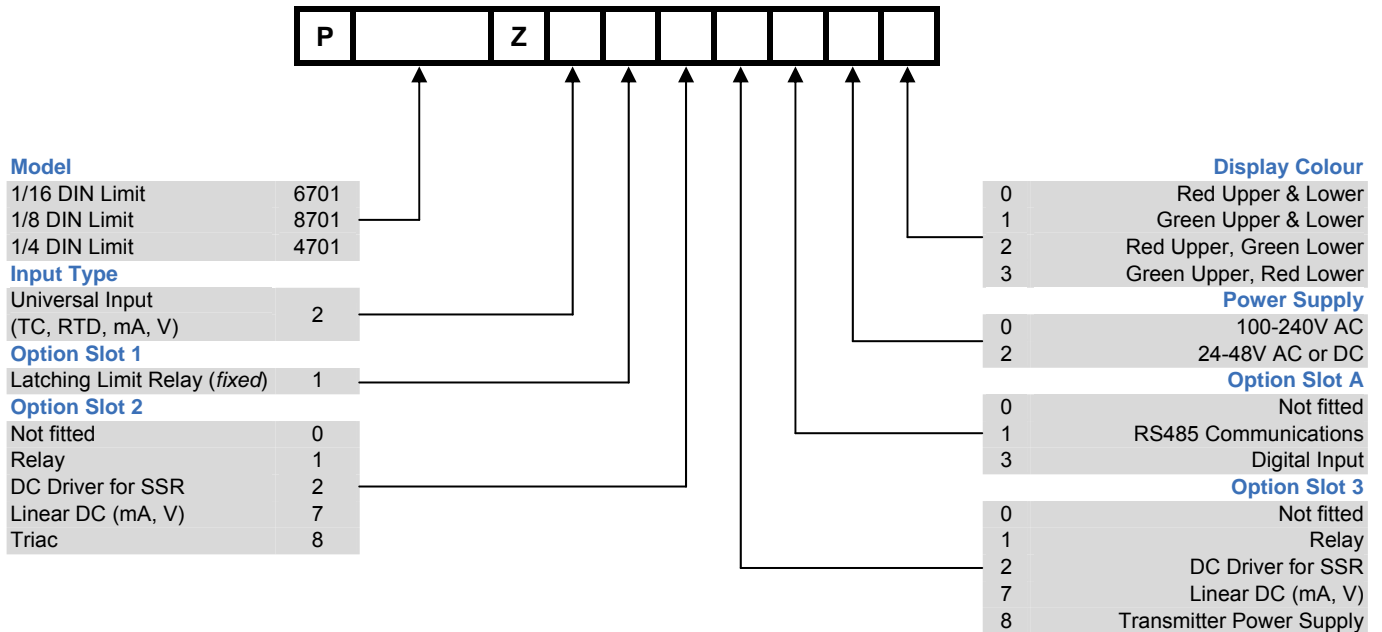 P Z
Model
1/16 DIN Limit 6701
1/8 DIN Limit 8701
1/4 DIN Limit 4701
Input Type
Universal Input
(TC, RTD, mA, V) 2
Option Slot 1
Latching Limit Relay (fixed) 1
Option Slot 2
Not fitted 0
Relay 1
DC Driver for SSR 2
Linear DC (mA, V) 7
Triac 8
Display Colour
0 Red Upper & Lower
1 Green Upper & Lower
2 Red Upper, Green Lower
3 Green Upper, Red Lower
Power Supply
0 100-240V AC
2 24-48V AC or DC
Option Slot A
0 Not fitted
1 RS485 Communications
3 Digital Input
Option Slot 3
0 Not fitted
1 Relay
2 DC Driver for SSR
7 Linear DC (mA, V)
8 Transmitter Power Supply